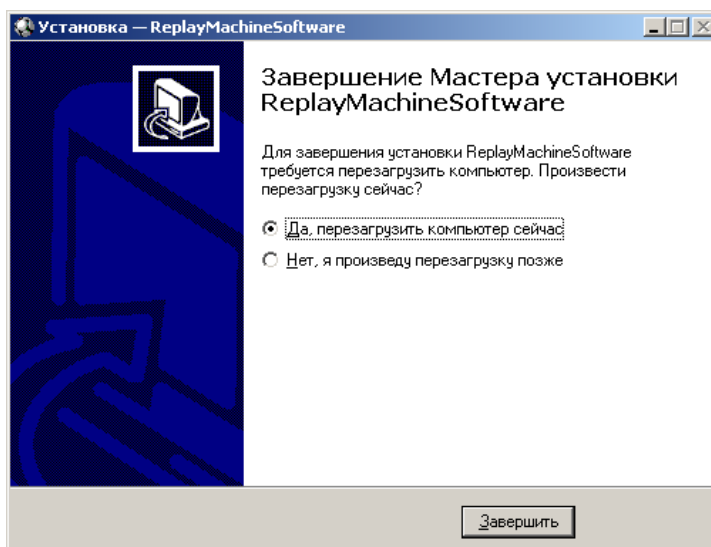 Установка — ReplayMachineSoftware
Завершение Мастера установки
ReplayMachineSoftware
Для завершения установки ReplayMachineSoftware
требуется перезагрузить компьютер. Произвести
перезагрузку сейчас?
Да, перезагрузить компьютер сейчас
Нет, я произведу перезагрузку позже
Завершить